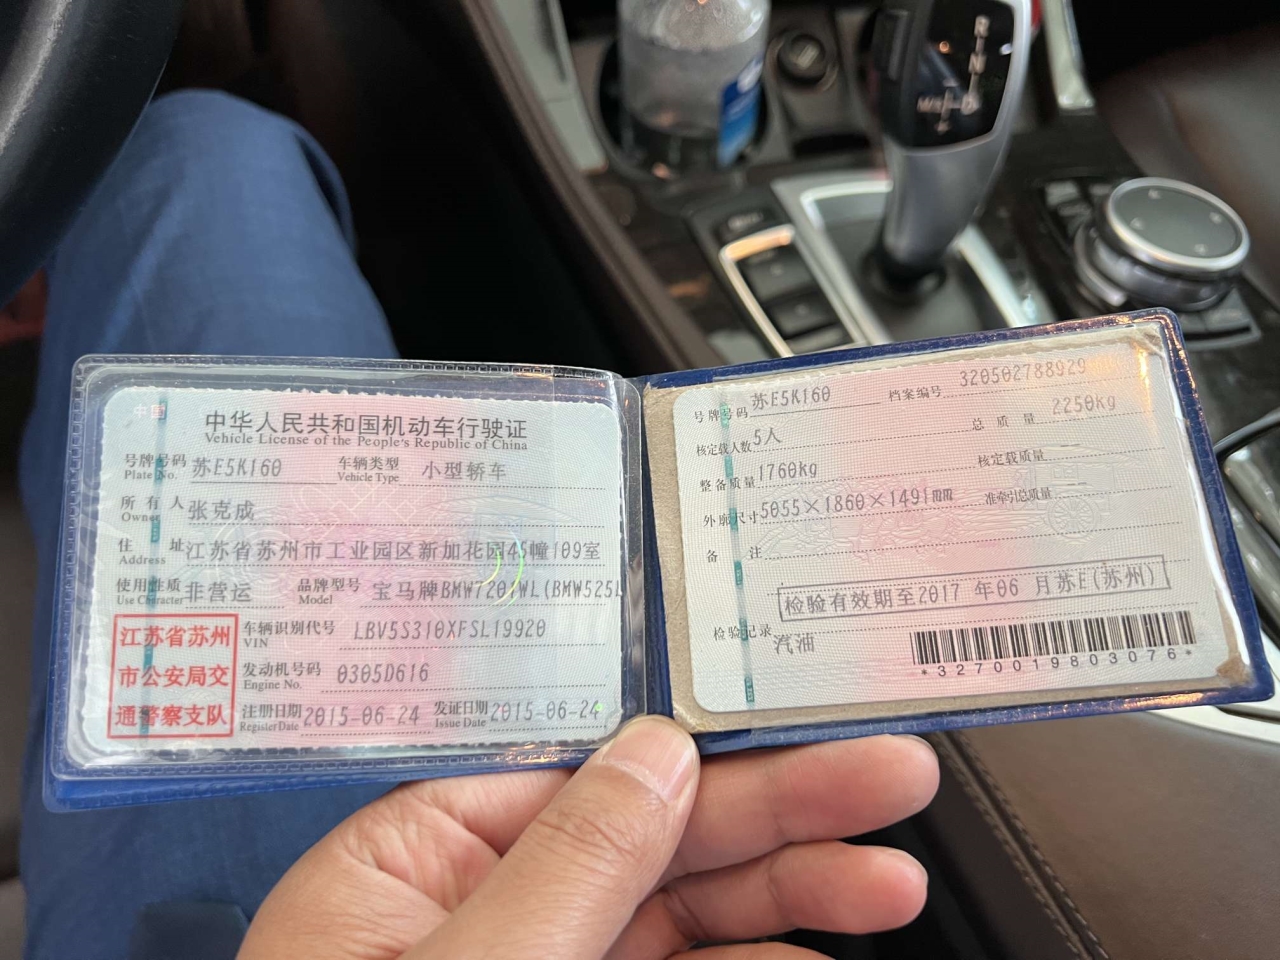 中国
中华人民共和国机动车行驶证
Vehicle License of the People's Republic of China
号牌号码 苏E5K160 车辆类型 小型轿车
Plate No. Vehicle Type
所有人 张克成
Owner
住址 江苏省苏州市工业园区新加花园45幢109室
Address
使用性质 非营运 品牌型号 宝马牌BMW7201WL(BMW525L
Use Character Model
江苏省苏州
市公安局交
通警察支队
车辆识别代号 LBV5S310XFSL19920
VIN
发动机号码 0305D616
Engine No.
注册日期 2015-06-24 发证日期 2015-06-24
Register Date Issue Date
号牌号码 苏E5K160 档案编号 320502788929
核定载人数 5人 总质量 2250kg
整备质量 1760kg 核定载质量
外廓尺寸 5055×1860×1491mm 准牵引总质量
备注
检验有效期至2017 年06 月苏E(苏州)
检验记录 汽油
*3270019803076*
R
N
D
M/S